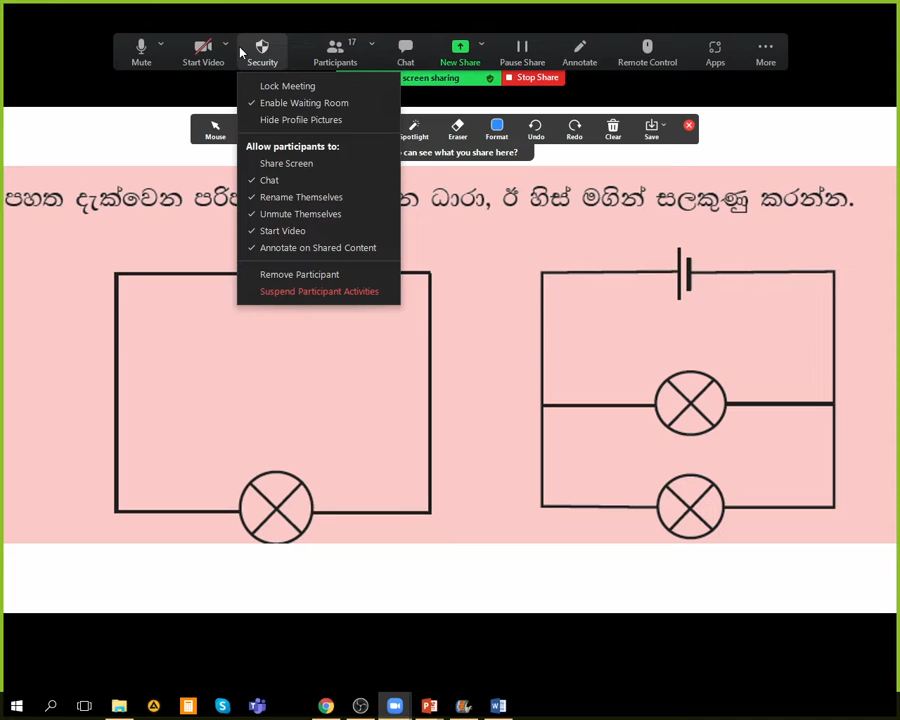 17
Mute
Start Video
Security
Participants
Chat
New Share
Pause Share
Annotate
Remote Control
Apps
More
screen sharing
Stop Share
Lock Meeting
Enable Waiting Room
Hide Profile Pictures
Allow participants to:
Share Screen
Chat
Rename Themselves
Unmute Themselves
Start Video
Annotate on Shared Content
Remove Participant
Suspend Participant Activities
Mouse
Spotlight
Eraser
Format
Undo
Redo
Clear
Save
can see what you share here?
පහත දැක්වෙන ධාරා, ඊ හිස් මගින් සලකුණු කරන්න.